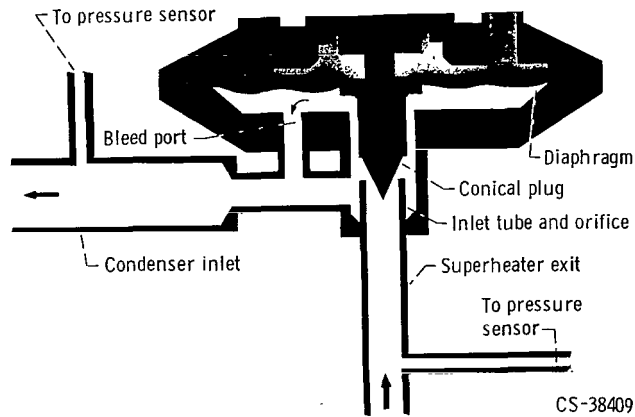 To pressure sensor
Bleed port
Diaphragm
Conical plug
Inlet tube and orifice
Condenser inlet
Superheater exit
To pressure
sensor
CS-38409